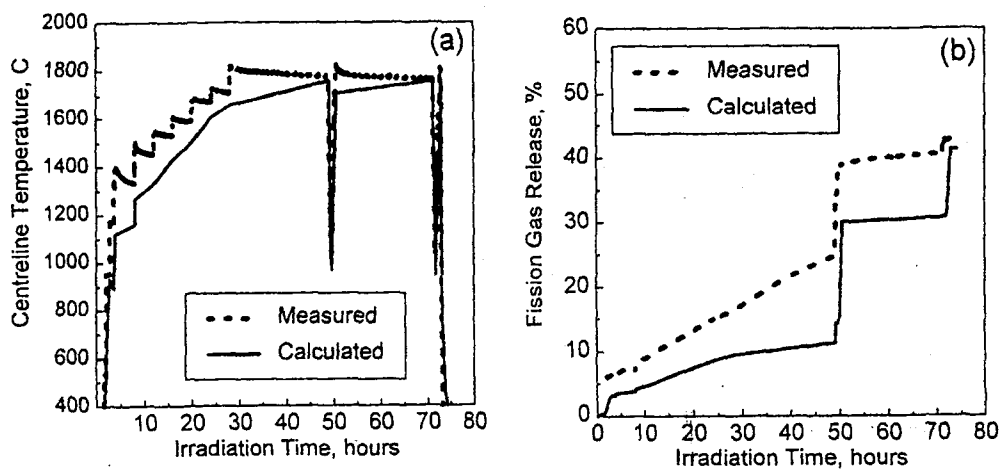 (a)
Centreline Temperature, C
2000
1800
1600
1400
1200
1000
800
600
400
Measured
Calculated
10 20 30 40 50 60 70 80
Irradiation Time, hours
(b)
Fission Gas Release, %
60
50
40
30
20
10
0
Measured
Calculated
0 10 20 30 40 50 60 70 80
Irradiation Time, hours